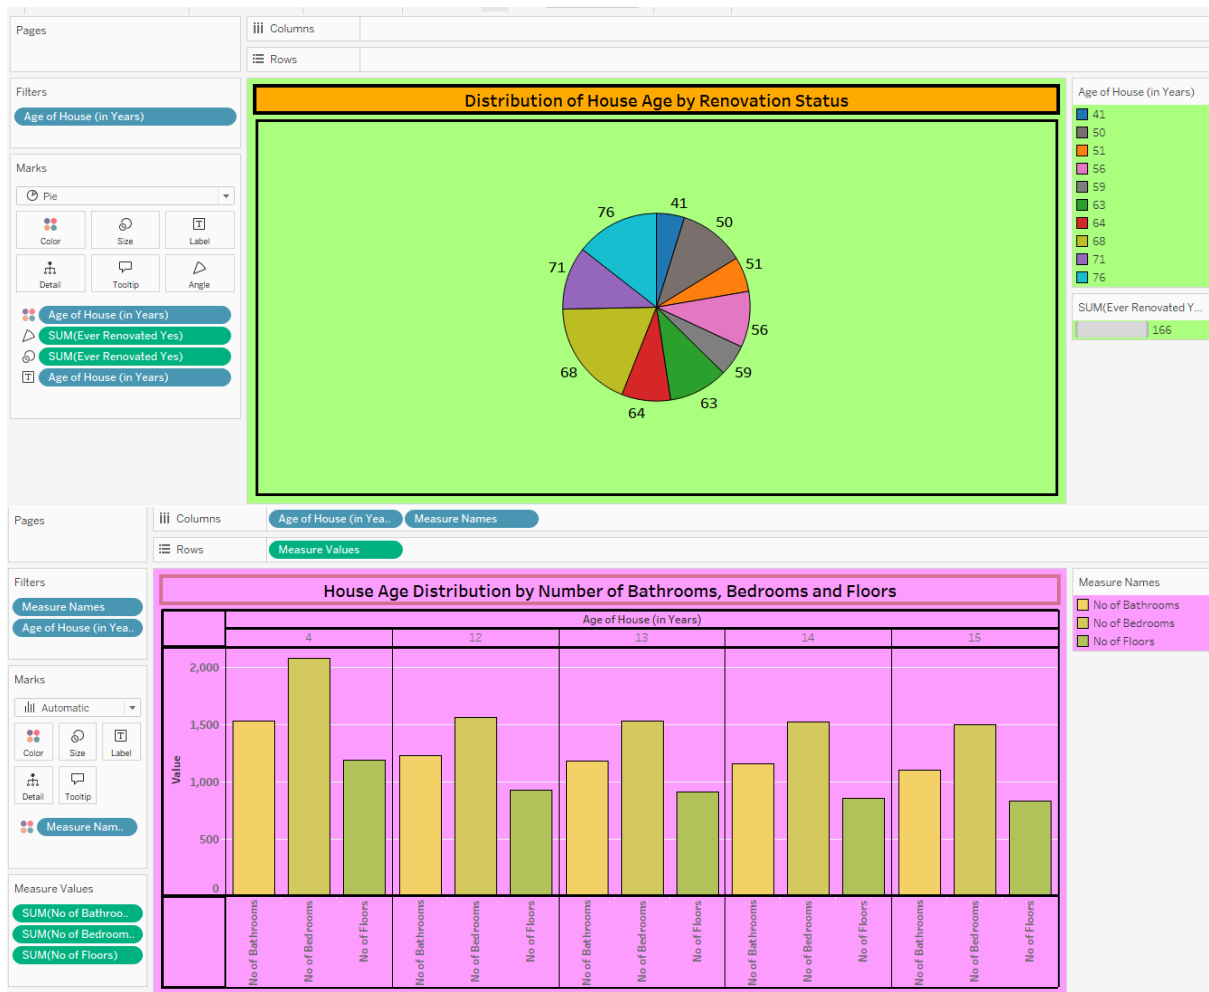 Pages
Columns
Rows
Filters
Age of House (in Years)
Marks
Pie
Color Size Label
Detail Tooltip Angle
Age of House (in Years)
SUM(Ever Renovated Yes)
SUM(Ever Renovated Yes)
Age of House (in Years)
Distribution of House Age by Renovation Status
41
50
51
56
59
63
64
68
71
76
Age of House (in Years)
41
50
51
56
59
63
64
68
71
76
SUM(Ever Renovated Y...
166
Pages
Columns Age of House (in Yea.. Measure Names
Rows Measure Values
Filters
Measure Names
Age of House (in Yea..
Marks
Automatic
Color Size Label
Detail Tooltip
Measure Nam..
Measure Values
SUM(No of Bathroo..
SUM(No of Bedroom..
SUM(No of Floors)
House Age Distribution by Number of Bathrooms, Bedrooms and Floors
Age of House (in Years)
4 12 13 14 15
Value
2,000
1,500
1,000
500
0
No of Bathrooms
No of Bedrooms
No of Floors
No of Bathrooms
No of Bedrooms
No of Floors
No of Bathrooms
No of Bedrooms
No of Floors
No of Bathrooms
No of Bedrooms
No of Floors
No of Bathrooms
No of Bedrooms
No of Floors
Measure Names
No of Bathrooms
No of Bedrooms
No of Floors